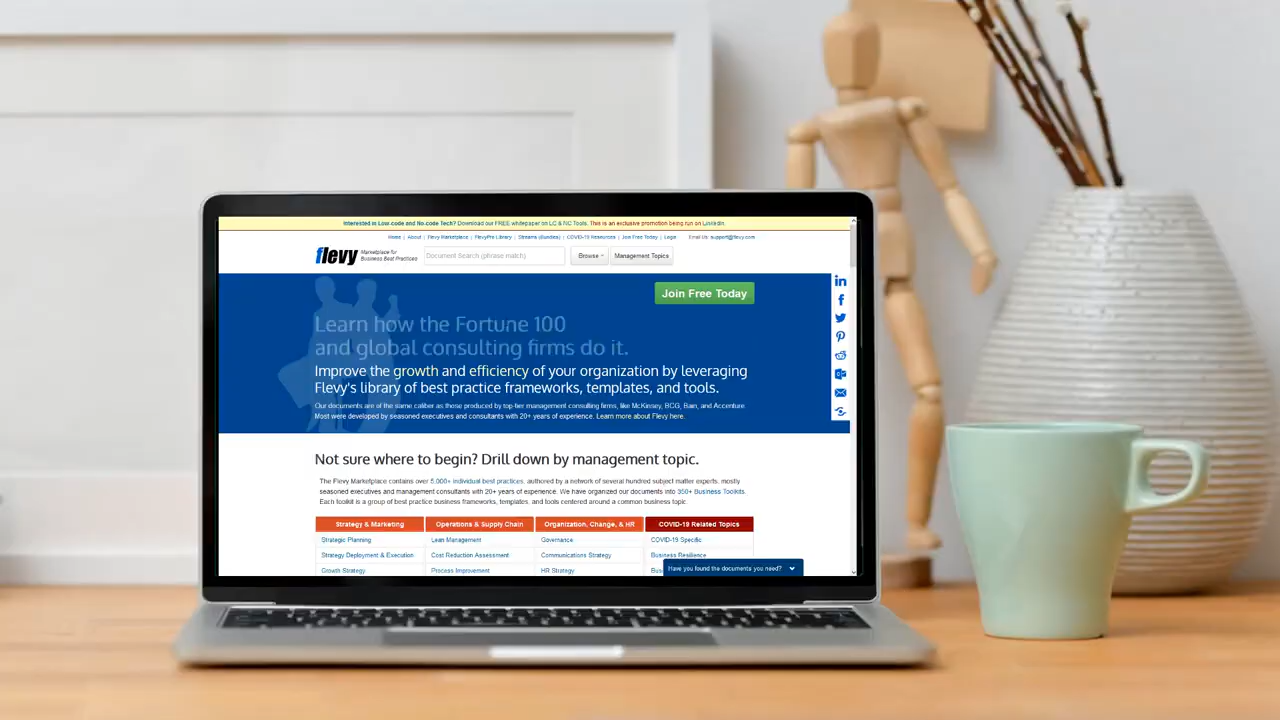 Interested in Low-code and No-code Tech? Download our FREE whitepaper on LC & NC Tools. This is an exclusive promotion being run on LinkedIn.
Home | About | Flevy Marketplace | FlevyPro Library | Streams (Bundles) | COVID-19 Resources | Join Free Today | Login Email Us: support@flevy.com
flevy Marketplace for
Business Best Practices
Document Search (phrase match) Browse Management Topics
Join Free Today
Learn how the Fortune 100
and global consulting firms do it.
Improve the growth and efficiency of your organization by leveraging
Flevy's library of best practice frameworks, templates, and tools.
Our documents are of the same caliber as those produced by top-tier management consulting firms, like McKinsey, BCG, Bain, and Accenture.
Most were developed by seasoned executives and consultants with 20+ years of experience. Learn more about Flevy here.
Not sure where to begin? Drill down by management topic.
The Flevy Marketplace contains over 5,000+ individual best practices, authored by a network of several hundred subject matter experts, mostly
seasoned executives and management consultants with 20+ years of experience. We have organized our documents into 350+ Business Toolkits.
Each toolkit is a group of best practice business frameworks, templates, and tools centered around a common business topic.
Strategy & Marketing Operations & Supply Chain Organization, Change, & HR COVID-19 Related Topics
Strategic Planning Lean Management Governance COVID-19 Specific
Strategy Deployment & Execution Cost Reduction Assessment Communications Strategy Business Resilience
Growth Strategy Process Improvement HR Strategy
Have you found the documents you need?